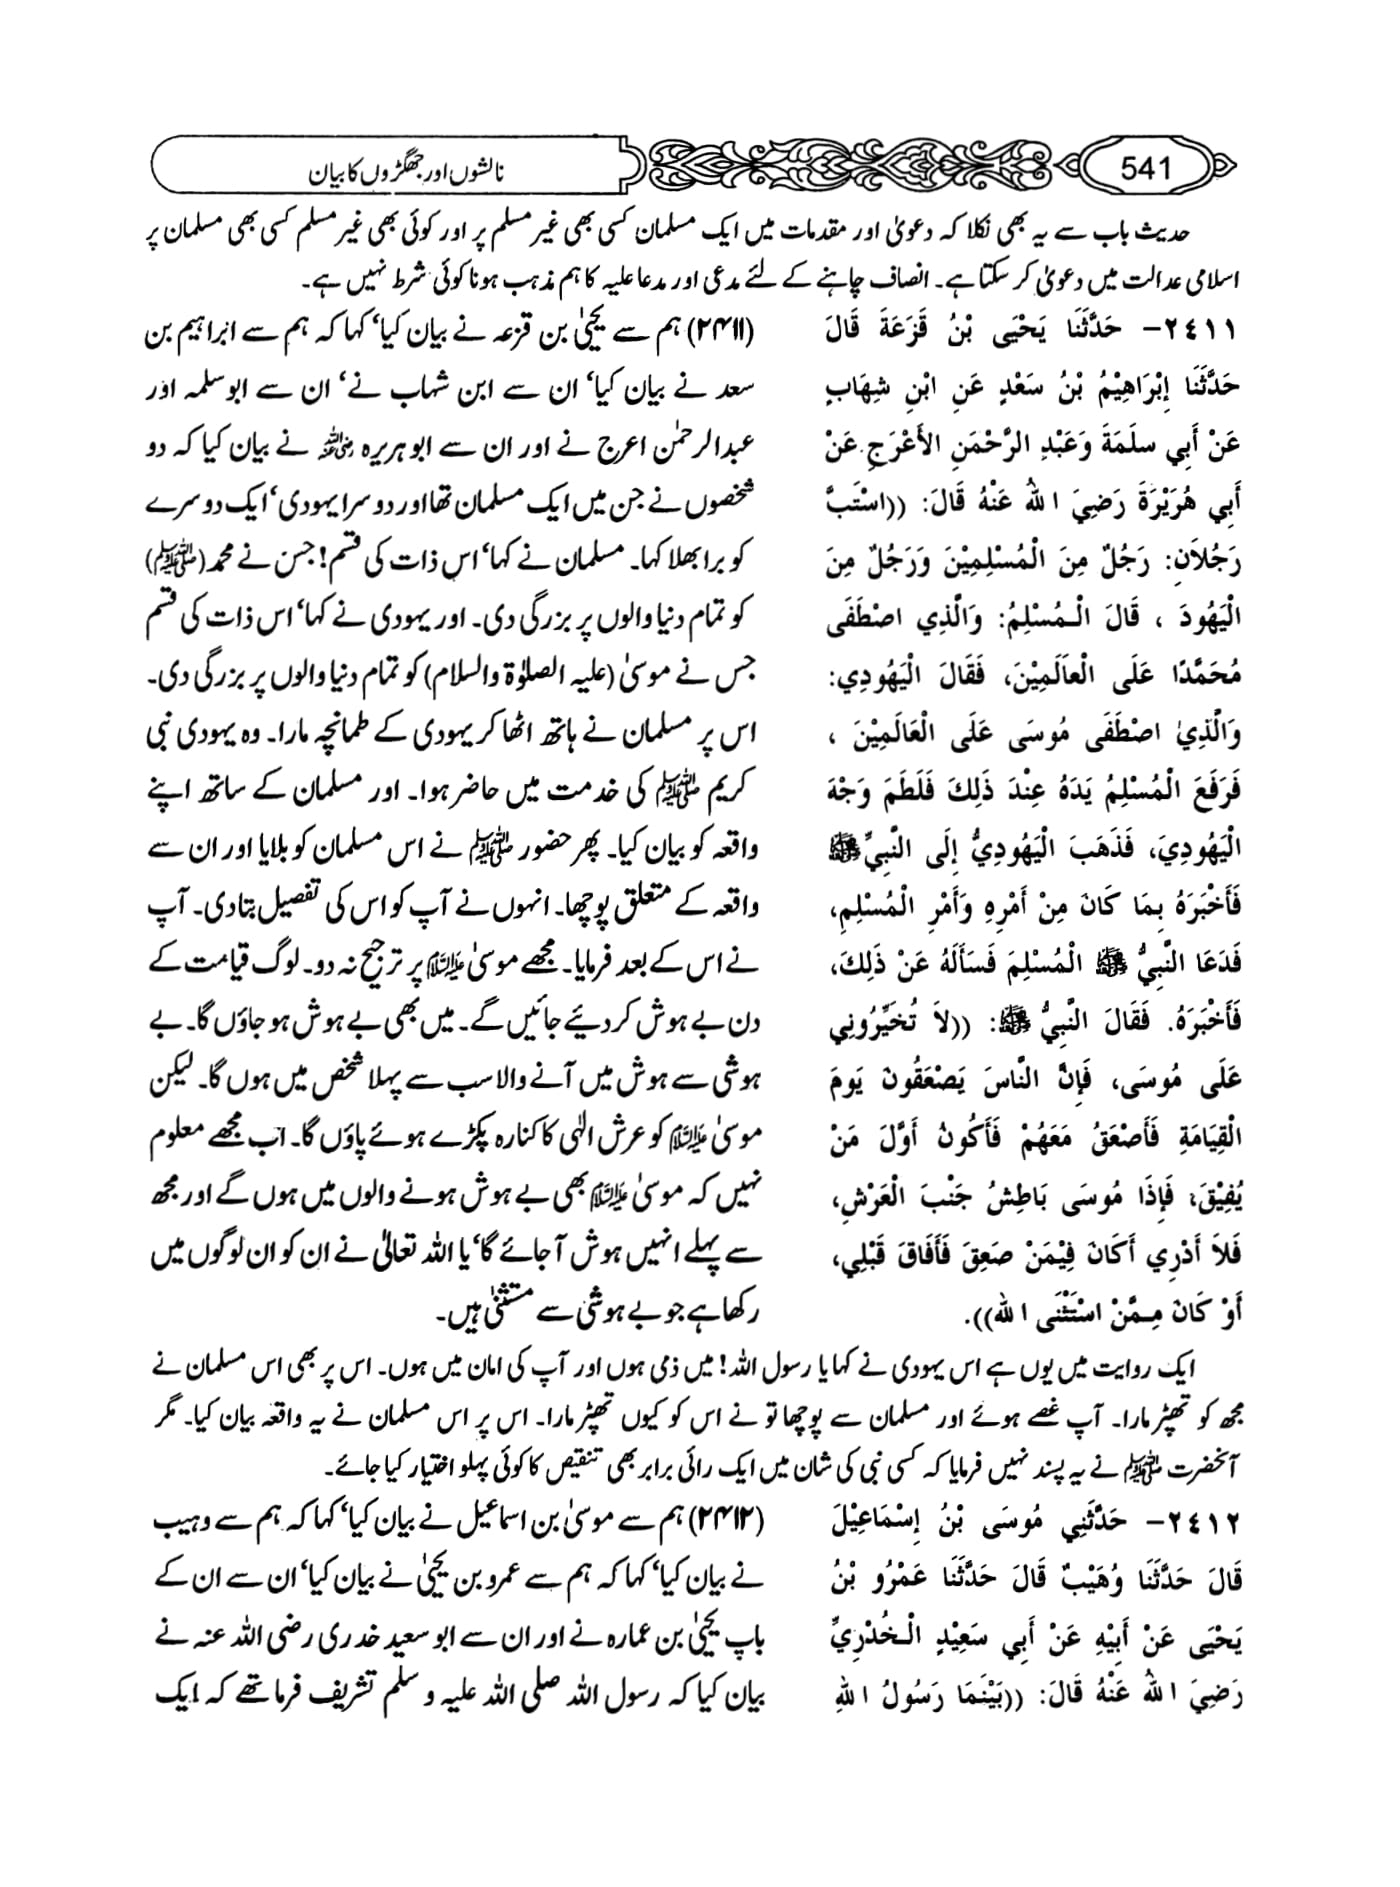 541
نالشوں اور جھگڑوں کا بیان
حدیث باب سے یہ بھی نکلا کہ دعویٰ اور مقدمات میں ایک مسلمان کسی بھی غیر مسلم پر اور کوئی بھی غیر مسلم کسی بھی مسلمان پر
اسلامی عدالت میں دعویٰ کر سکتا ہے۔ انصاف چاہنے کے لئے مدعی اور مدعا علیہ کا ہم مذہب ہونا کوئی شرط نہیں ہے۔
٢٤١١- حَدَّثَنَا يَحْيَى بْنُ قَزَعَةَ قَالَ
حَدَّثَنَا إِبْرَاهِيْمُ بْنُ سَعْدٍ عَنِ ابْنِ شِهَابٍ
عَنْ أَبِي سلَمَةَ وَعَبْدِ الرَّحْمَنِ الأَعْرَجِ عَنْ
أَبِي هُرَيْرَةَ رَضِيَ اللهُ عَنْهُ قَالَ: ((اسْتَبَّ
رَجُلاَنِ: رَجُلٌ مِنَ الْمُسْلِمِيْنَ وَرَجُلٌ مِنَ
الْيَهُودَ ، قَالَ الْمُسْلِمُ: وَالَّذِي اصْطَفَى
مُحَمَّدًا عَلَى الْعَالَمِيْنَ، فَقَالَ الْيَهُودِي:
وَالَّذِيْ اصْطَفَى مُوسَى عَلَى الْعَالَمِيْنَ ،
فَرَفَعَ الْمُسْلِمُ يَدَهُ عِنْدَ ذَلِكَ فَلَطَمَ وَجْهَ
الْيَهُودِيَ، فَذَهَبَ الْيَهُودِيُّ إِلَى النَّبِيِّ ﷺ
فَأَخْبَرَهُ بِمَا كَانَ مِنْ أَمْرِهِ وَأَمْرِ الْمُسْلِمِ،
فَدَعَا النَّبِيُّ ﷺ الْمُسْلِمَ فَسَأَلَهُ عَنْ ذَلِكَ،
فَأَخْبَرَهُ. فَقَالَ النَّبِيُّ ﷺ: ((لاَ تُخَيِّرُونِي
عَلَى مُوسَى، فَإِنَّ النَّاسَ يَصْعَقُونَ يَومَ
الْقِيَامَةِ فَأَصْعَقُ مَعَهُمْ فَأَكُونُ أَوَّلَ مَنْ
يُفِيْقَ، فَإِذَا مُوسَى بَاطِشُ جَنْبَ الْعَرْشِ،
فَلاَ أَدْرِي أَكَانَ فِيْمَنْ صَعِقَ فَأَفَاقَ قَبْلِي،
أَوْ كَانَ مِمَّنْ اسْتَثْنَى اللهُ)).
(۲۴۱۱) ہم سے یحییٰ بن قزعہ نے بیان کیا‘ کہا کہ ہم سے ابراہیم بن
سعد نے بیان کیا‘ ان سے ابن شہاب نے‘ ان سے ابو سلمہ اور
عبدالرحمٰن اعرج نے اور ان سے ابو ہریرہ رضی اللہ عنہ نے بیان کیا کہ دو
شخصوں نے جن میں ایک مسلمان تھا اور دوسرا یہودی‘ ایک دوسرے
کو برا بھلا کہا۔ مسلمان نے کہا‘ اس ذات کی قسم! جس نے محمد (ﷺ)
کو تمام دنیا والوں پر بزرگی دی۔ اور یہودی نے کہا‘ اس ذات کی قسم
جس نے موسیٰ (علیہ الصلوٰۃ والسلام) کو تمام دنیا والوں پر بزرگی دی۔
اس پر مسلمان نے ہاتھ اٹھا کر یہودی کے طمانچہ مارا۔ وہ یہودی نبی
کریم ﷺ کی خدمت میں حاضر ہوا۔ اور مسلمان کے ساتھ اپنے
واقعہ کو بیان کیا۔ پھر حضور ﷺ نے اس مسلمان کو بلایا اور ان سے
واقعہ کے متعلق پوچھا۔ انہوں نے آپ کو اس کی تفصیل بتا دی۔ آپ
نے اس کے بعد فرمایا۔ مجھے موسیٰ علیہ السلام پر ترجیح نہ دو۔ لوگ قیامت کے
دن بے ہوش کر دئیے جائیں گے۔ میں بھی بے ہوش ہو جاؤں گا۔ بے
ہوشی سے ہوش میں آنے والا سب سے پہلا شخص میں ہوں گا۔ لیکن
موسیٰ علیہ السلام کو عرش الٰہی کا کنارہ پکڑے ہوئے پاؤں گا۔ اب مجھے معلوم
نہیں کہ موسیٰ علیہ السلام بھی بے ہوش ہونے والوں میں ہوں گے اور مجھ
سے پہلے انہیں ہوش آ جائے گا‘ یا اللہ تعالیٰ نے ان کو ان لوگوں میں
رکھا ہے جو بے ہوشی سے مستثنیٰ ہیں۔
ایک روایت میں یوں ہے اس یہودی نے کہا یا رسول اللہ! میں ذمی ہوں اور آپ کی امان میں ہوں۔ اس پر بھی اس مسلمان نے
مجھ کو تھپڑ مارا۔ آپ غصے ہوئے اور مسلمان سے پوچھا تو نے اس کو کیوں تھپڑ مارا۔ اس پر اس مسلمان نے یہ واقعہ بیان کیا۔ مگر
آنحضرت ﷺ نے یہ پسند نہیں فرمایا کہ کسی نبی کی شان میں ایک رائی برابر بھی تنقیص کا کوئی پہلو اختیار کیا جائے۔
٢٤١٢- حَدَّثَنِي مُوسَى بْنُ إِسْمَاعِيْلَ
قَالَ حَدَّثَنَا وُهَيْبٌ قَالَ حَدَّثَنَا عَمْرُو بْنُ
يَحْيَى عَنْ أَبِيْهِ عَنْ أَبِي سَعِيْدٍ الْخُدْرِيِّ
رَضِيَ اللهُ عَنْهُ قَالَ: ((بَيْنَمَا رَسُولُ اللهِ
(۲۴۱۲) ہم سے موسیٰ بن اسماعیل نے بیان کیا‘ کہا کہ ہم سے وہیب
نے بیان کیا‘ کہا کہ ہم سے عمرو بن یحییٰ نے بیان کیا‘ ان سے ان کے
باپ یحییٰ بن عمارہ نے اور ان سے ابو سعید خدری رضی اللہ عنہ نے
بیان کیا کہ رسول اللہ صلی اللہ علیہ و سلم تشریف فرما تھے کہ ایک